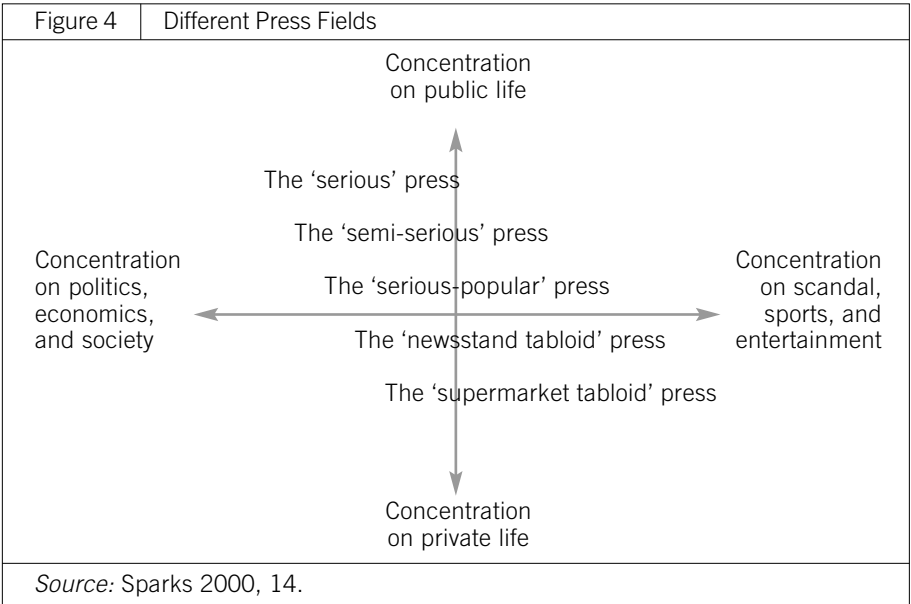 Figure 4 Different Press Fields
Concentration
on public life
The ‘serious’ press
The ‘semi-serious’ press
Concentration
on politics,
economics,
and society
The ‘serious-popular’ press
Concentration
on scandal,
sports, and
entertainment
The ‘newsstand tabloid’ press
The ‘supermarket tabloid’ press
Concentration
on private life
Source: Sparks 2000, 14.